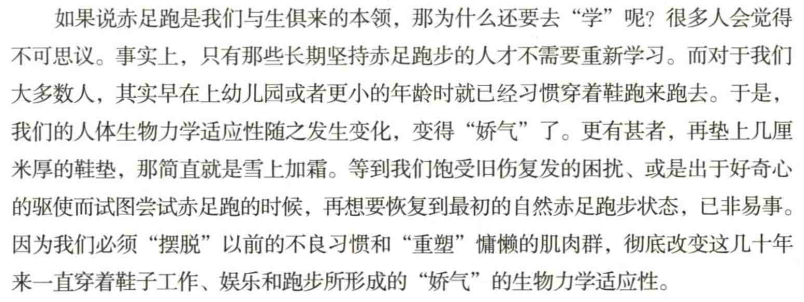 如果说赤足跑是我们与生俱来的本领，那为什么还要去“学”呢？很多人会觉得
不可思议。事实上，只有那些长期坚持赤足跑步的人才不需要重新学习。而对于我们
大多数人，其实早在上幼儿园或者更小的年龄时就已经习惯穿着鞋跑来跑去。于是，
我们的人体生物力学适应性随之发生变化，变得“娇气”了。更有甚者，再垫上几厘
米厚的鞋垫，那简直就是雪上加霜。等到我们饱受旧伤复发的困扰、或是出于好奇心
的驱使而试图尝试赤足跑的时候，再想要恢复到最初的自然赤足跑步状态，已非易事。
因为我们必须“摆脱”以前的不良习惯和“重塑”慵懒的肌肉群，彻底改变这几十年
来一直穿着鞋子工作、娱乐和跑步所形成的“娇气”的生物力学适应性。